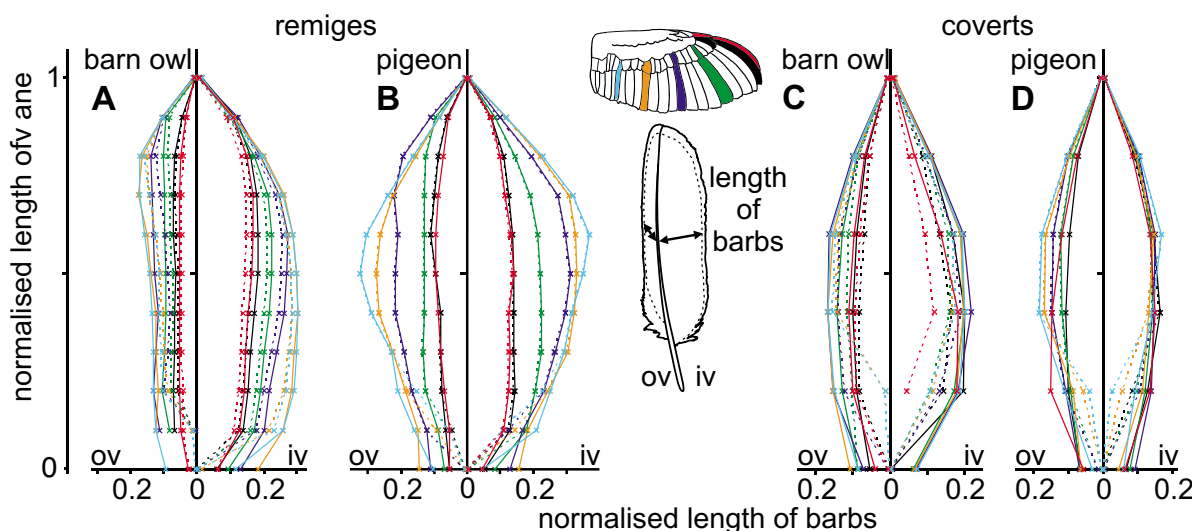 remiges
coverts
barn owl
pigeon
barn owl
pigeon
A
B
C
D
1
0
normalised length ofv ane
length
of
barbs
ov iv
ov
iv
ov
iv
ov
iv
ov
iv
0.2 0 0.2
0.2 0 0.2
0.2 0 0.2
0.2 0 0.2
normalised length of barbs